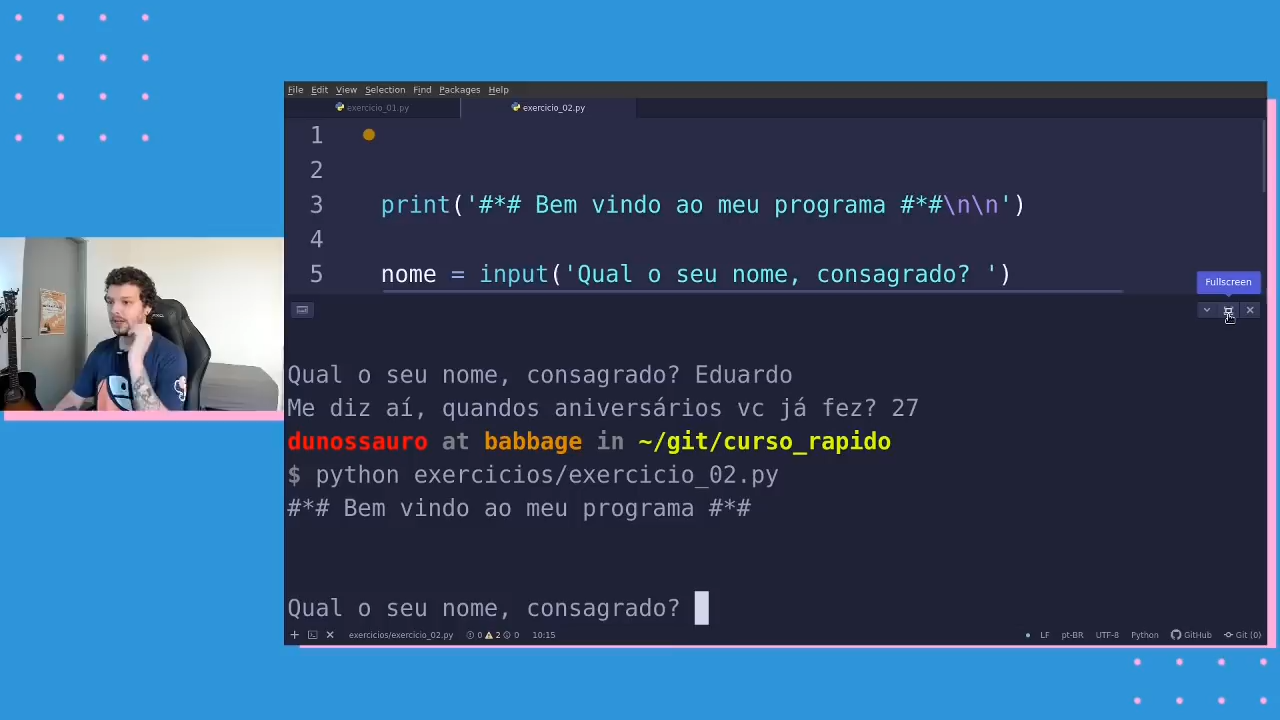 File Edit View Selection Find Packages Help
exercicio_01.py exercicio_02.py
1
2
3 print('#*# Bem vindo ao meu programa #*#\n\n')
4
5 nome = input('Qual o seu nome, consagrado? ')
Fullscreen
Qual o seu nome, consagrado? Eduardo
Me diz aí, quandos aniversários vc já fez? 27
dunossauro at babbage in ~/git/curso_rapido
$ python exercicios/exercicio_02.py
#*# Bem vindo ao meu programa #*#
Qual o seu nome, consagrado?
exercicios/exercicio_02.py 0 2 0 10:15 LF pt-BR UTF-8 Python GitHub Git (0)